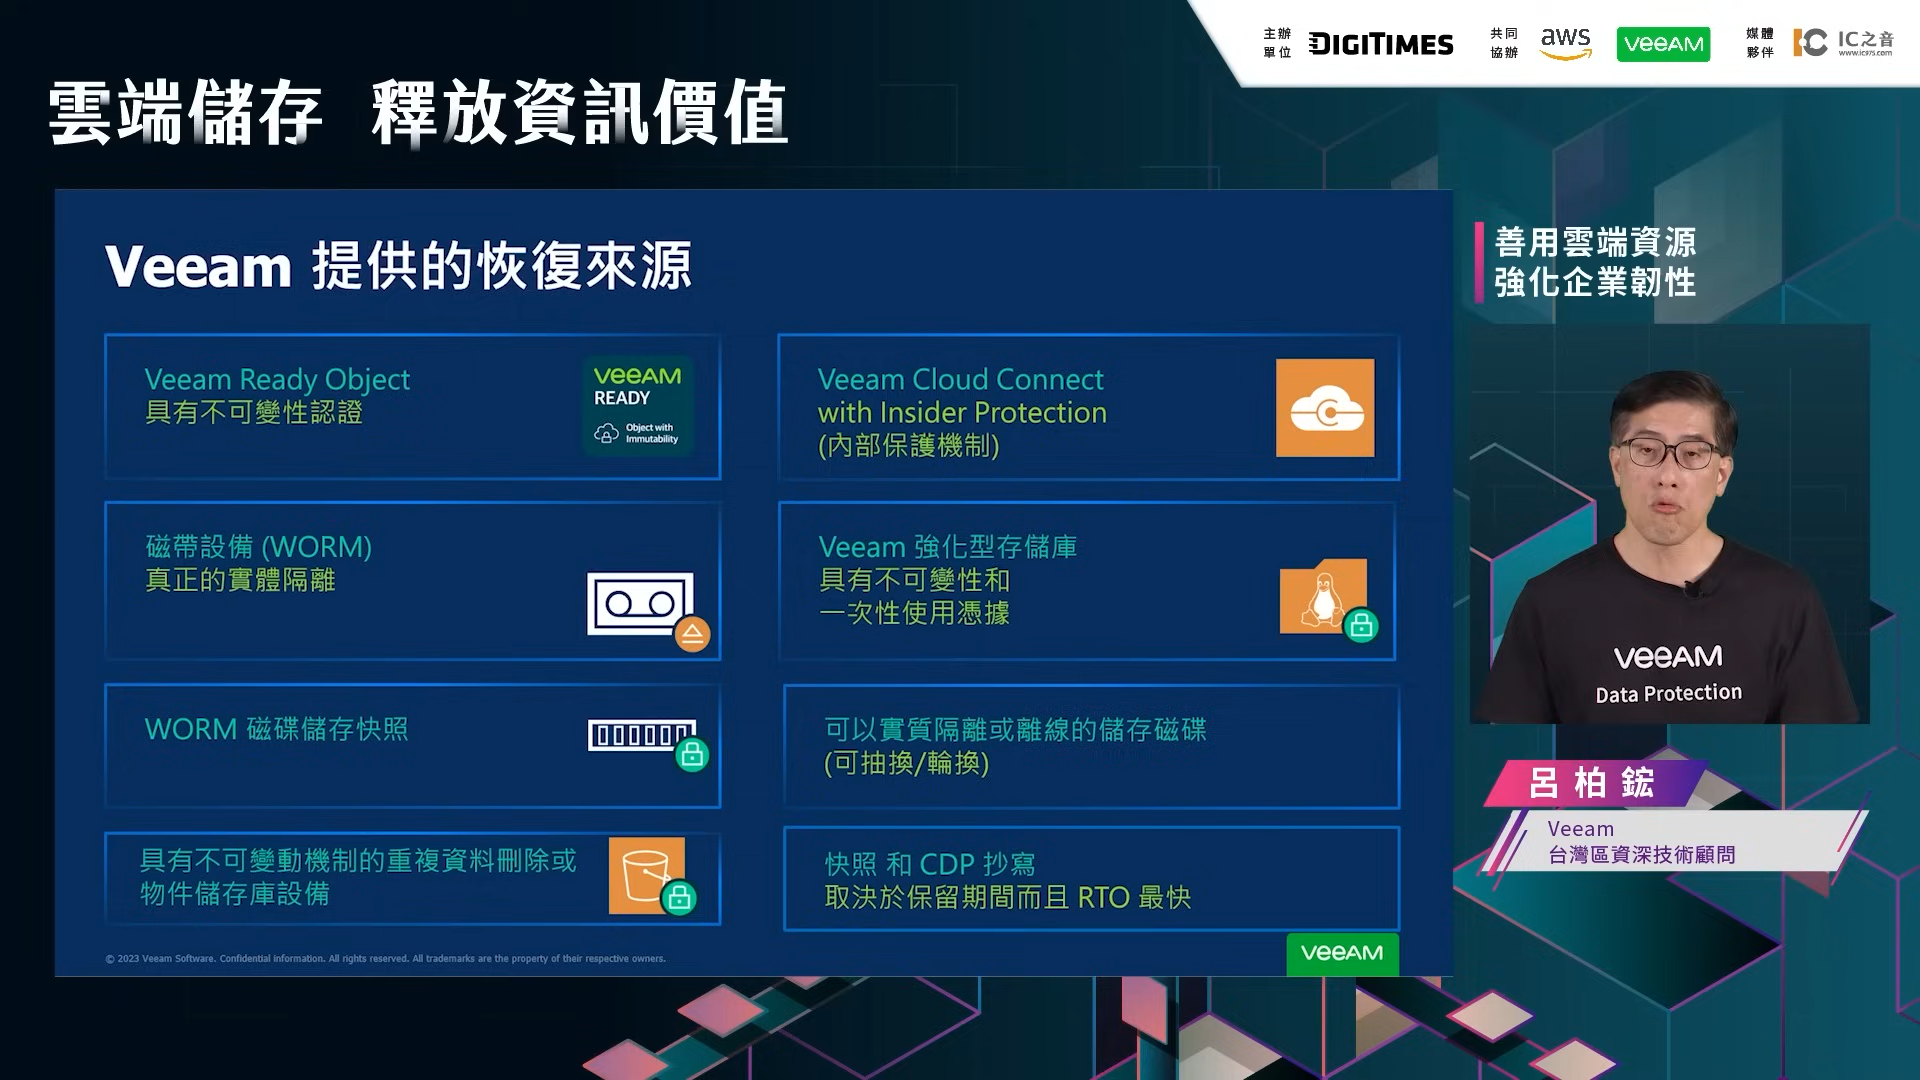 主辦
單位
DIGITIMES
共同
協辦
aws
veeAM
媒體
夥伴
IC之音
www.ic975.com
雲端儲存 釋放資訊價值
Veeam 提供的恢復來源
Veeam Ready Object
具有不可變性認證
veeAM
READY
Object with
Immutability
Veeam Cloud Connect
with Insider Protection
(內部保護機制)
磁帶設備 (WORM)
真正的實體隔離
Veeam 強化型存儲庫
具有不可變性和
一次性使用憑據
WORM 磁碟儲存快照
可以實質隔離或離線的儲存磁碟
(可抽換/輪換)
具有不可變動機制的重複資料刪除或
物件儲存庫設備
快照 和 CDP 抄寫
取決於保留期間而且 RTO 最快
© 2023 Veeam Software. Confidential information. All rights reserved. All trademarks are the property of their respective owners.
veeAM
善用雲端資源
強化企業韌性
veeAM
Data Protection
呂柏鋐
Veeam
台灣區資深技術顧問